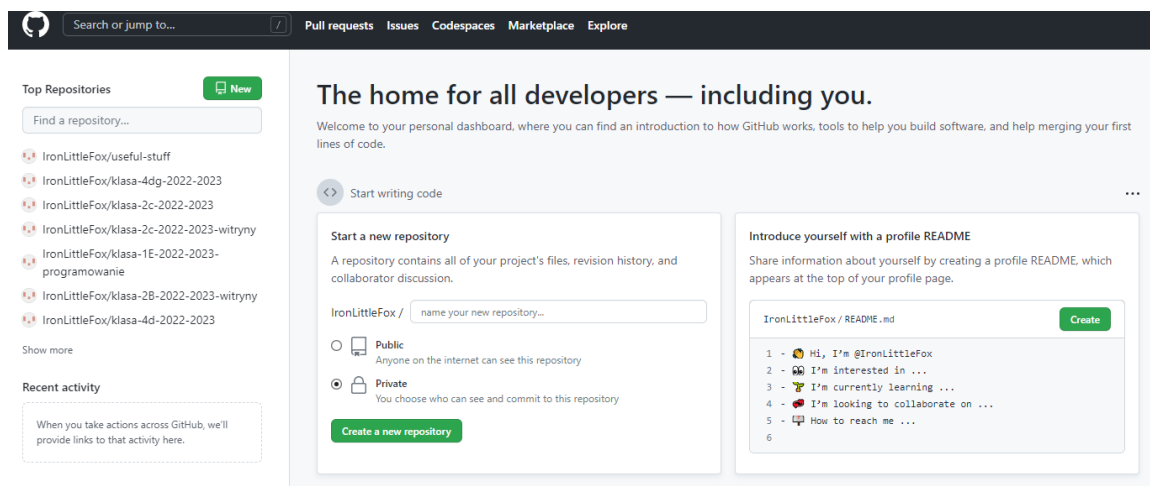 Search or jump to...
/
Pull requests Issues Codespaces Marketplace Explore
Top Repositories
New
Find a repository...
IronLittleFox/useful-stuff
IronLittleFox/klasa-4dg-2022-2023
IronLittleFox/klasa-2c-2022-2023
IronLittleFox/klasa-2c-2022-2023-witryny
IronLittleFox/klasa-1E-2022-2023-
programowanie
IronLittleFox/klasa-2B-2022-2023-witryny
IronLittleFox/klasa-4d-2022-2023
Show more
Recent activity
When you take actions across GitHub, we'll
provide links to that activity here.
The home for all developers — including you.
Welcome to your personal dashboard, where you can find an introduction to how GitHub works, tools to help you build software, and help merging your first
lines of code.
<> Start writing code
...
Start a new repository
A repository contains all of your project's files, revision history, and
collaborator discussion.
IronLittleFox / name your new repository...
Public
Anyone on the internet can see this repository
Private
You choose who can see and commit to this repository
Create a new repository
Introduce yourself with a profile README
Share information about yourself by creating a profile README, which
appears at the top of your profile page.
IronLittleFox / README.md
Create
1 - 👋 Hi, I'm @IronLittleFox
2 - 👀 I'm interested in ...
3 - 🌱 I'm currently learning ...
4 - 💞️ I'm looking to collaborate on ...
5 - 📫 How to reach me ...
6